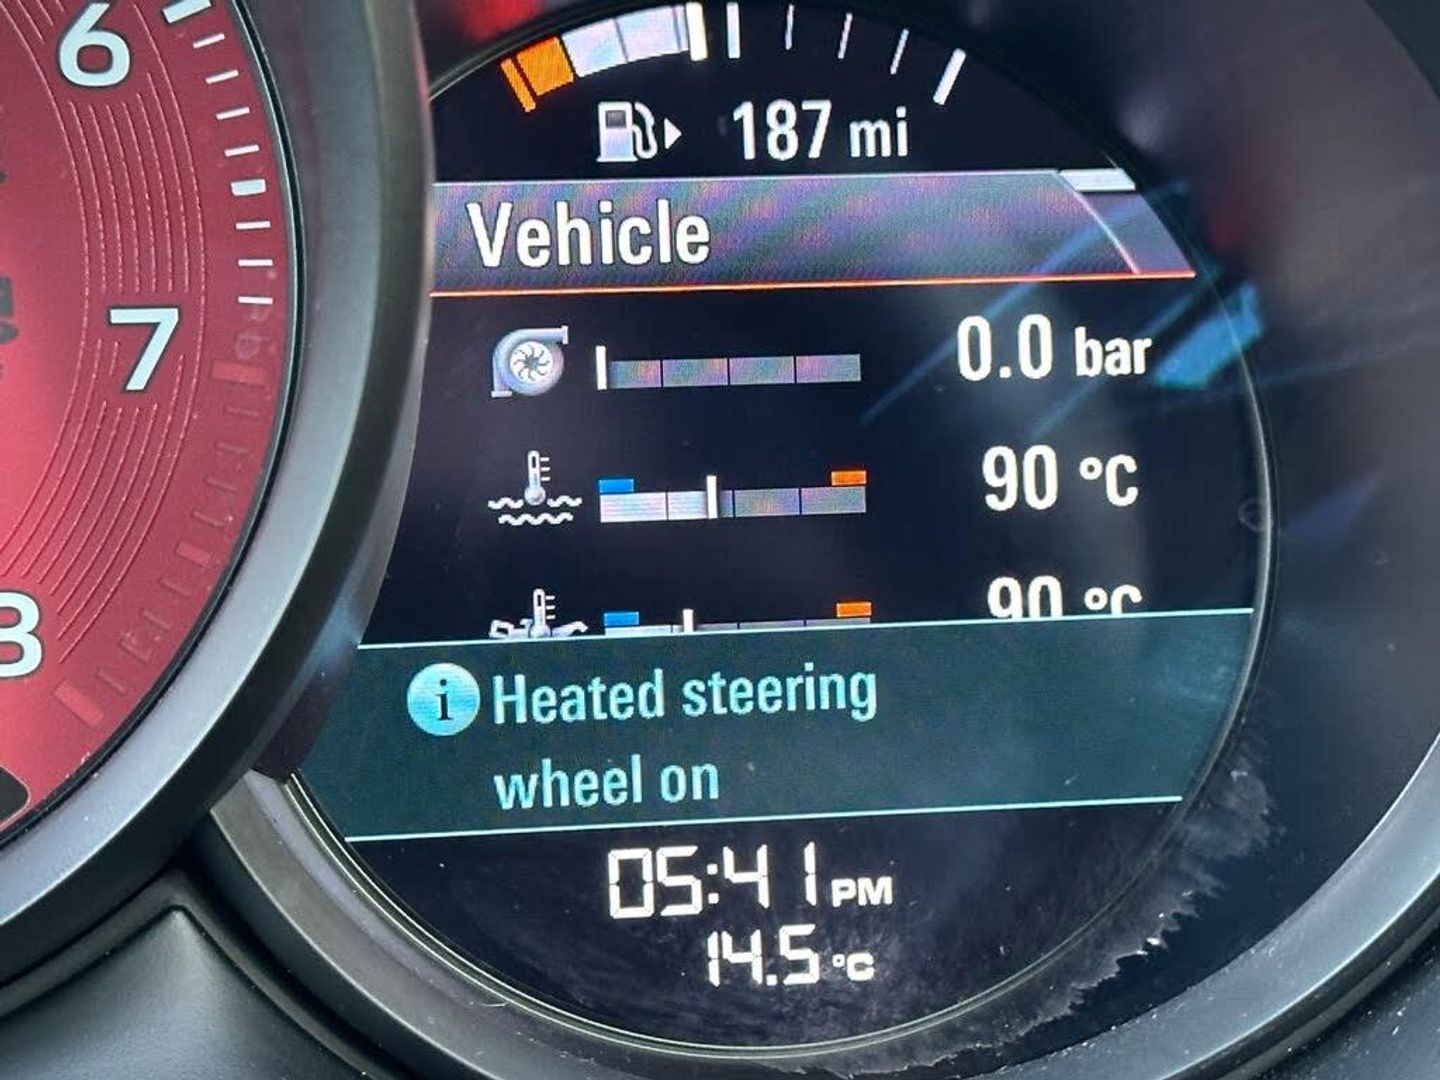 6
7
8
187 mi
Vehicle
0.0 bar
90 °C
90 °C
i Heated steering
wheel on
05:41 PM
14.5 °C